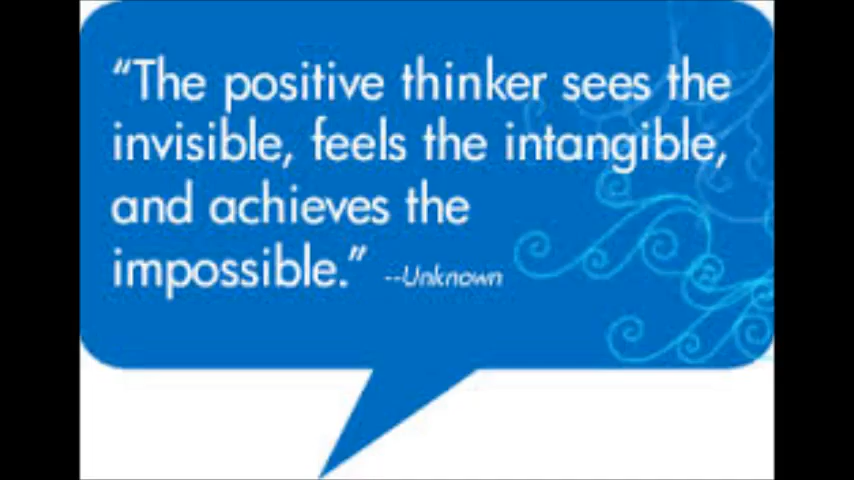 “The positive thinker sees the
invisible, feels the intangible,
and achieves the
impossible.” --Unknown